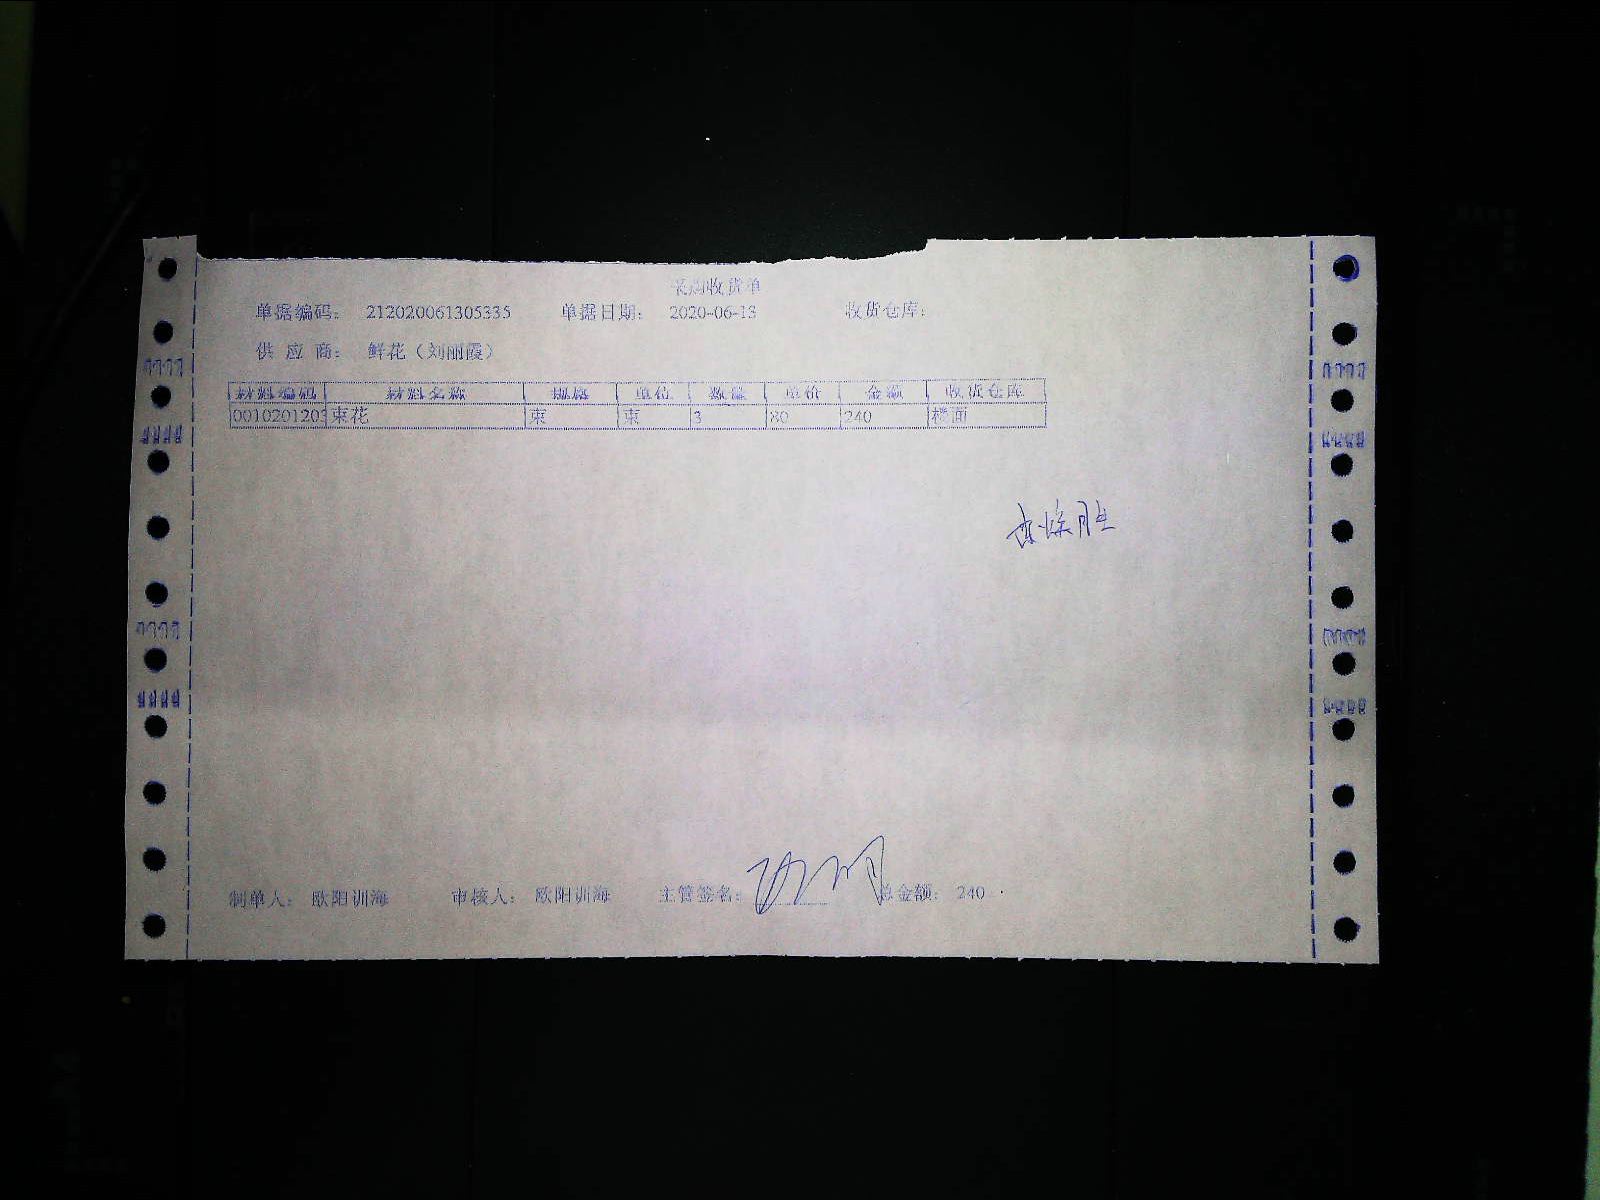 采购收货单
单据编码： 212020061305335 单据日期： 2020-06-13 收货仓库：
供 应 商： 鲜花（刘丽霞）
材料编码 材料名称 规格 单位 数量 单价 金额 收货仓库
0010201203 束花 束 束 3 80 240 楼面
制单人： 欧阳训海 审核人： 欧阳训海 主管签名： 总金额： 240